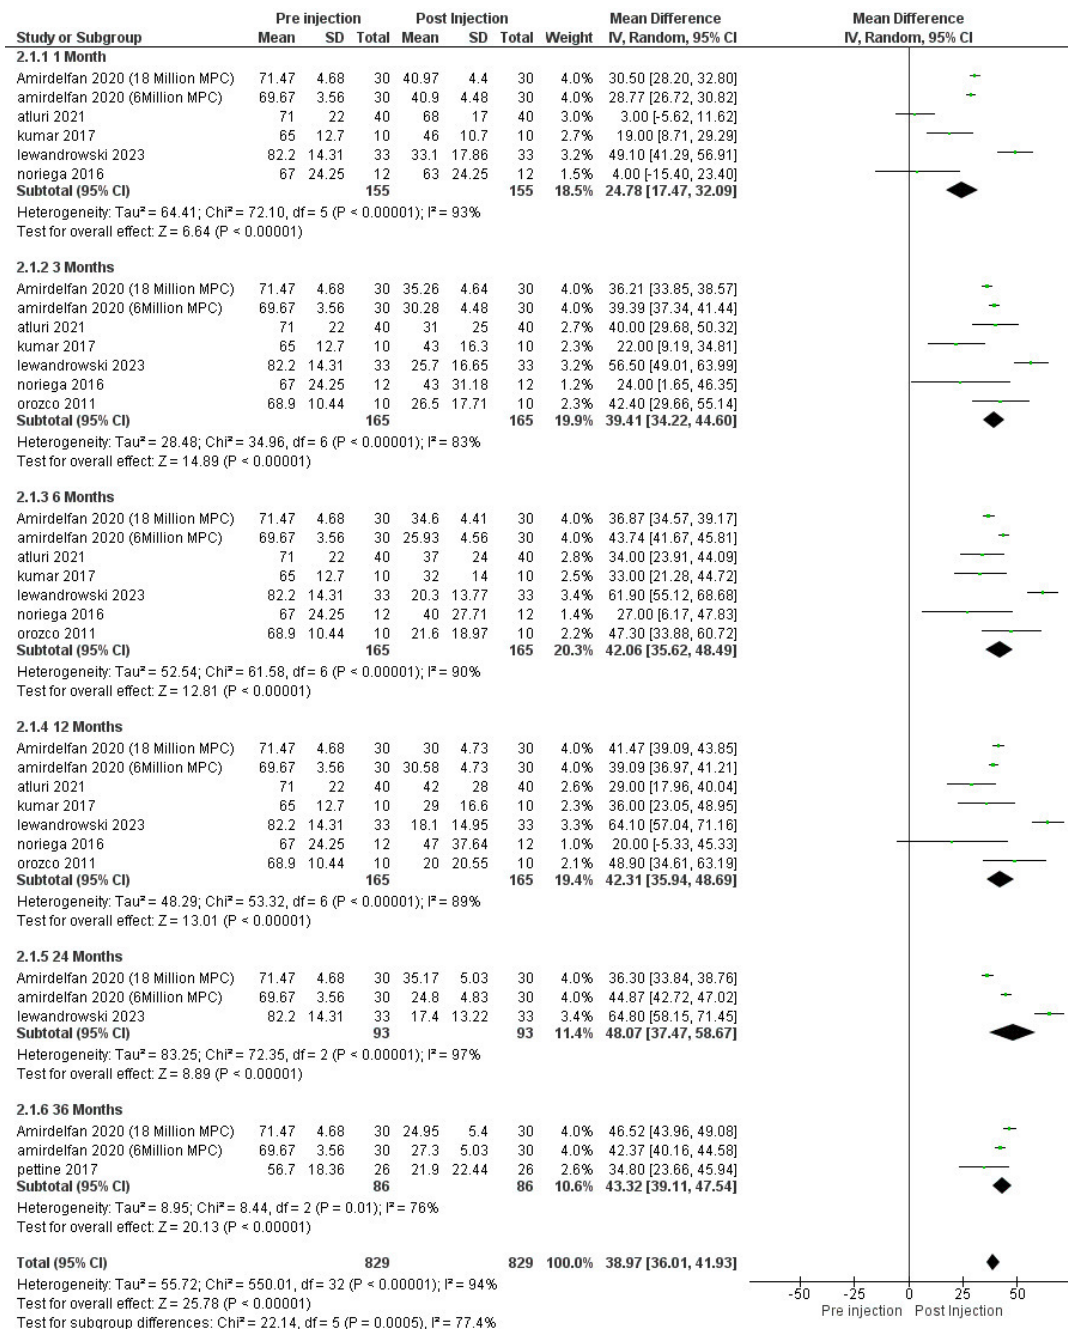 Pre injection Post Injection Mean Difference Mean Difference
Study or Subgroup Mean SD Total Mean SD Total Weight IV, Random, 95% CI IV, Random, 95% CI
2.1.1 1 Month
Amirdelfan 2020 (18 Million MPC) 71.47 4.68 30 40.97 4.4 30 4.0% 30.50 [28.20, 32.80]
amirdelfan 2020 (6Million MPC) 69.67 3.56 30 40.9 4.48 30 4.0% 28.77 [26.72, 30.82]
atluri 2021 71 22 40 68 17 40 3.0% 3.00 [-5.62, 11.62]
kumar 2017 65 12.7 10 46 10.7 10 2.7% 19.00 [8.71, 29.29]
lewandrowski 2023 82.2 14.31 33 33.1 17.86 33 3.2% 49.10 [41.29, 56.91]
noriega 2016 67 24.25 12 63 24.25 12 1.5% 4.00 [-15.40, 23.40]
Subtotal (95% CI) 155 155 18.5% 24.78 [17.47, 32.09]
Heterogeneity: Tau² = 64.41; Chi² = 72.10, df = 5 (P < 0.00001); I² = 93%
Test for overall effect: Z = 6.64 (P < 0.00001)
2.1.2 3 Months
Amirdelfan 2020 (18 Million MPC) 71.47 4.68 30 35.26 4.64 30 4.0% 36.21 [33.85, 38.57]
amirdelfan 2020 (6Million MPC) 69.67 3.56 30 30.28 4.48 30 4.0% 39.39 [37.34, 41.44]
atluri 2021 71 22 40 31 25 40 2.7% 40.00 [29.68, 50.32]
kumar 2017 65 12.7 10 43 16.3 10 2.3% 22.00 [9.19, 34.81]
lewandrowski 2023 82.2 14.31 33 25.7 16.65 33 3.3% 56.50 [49.01, 63.99]
noriega 2016 67 24.25 12 43 31.18 12 1.2% 24.00 [1.65, 46.35]
orozco 2011 68.9 10.44 10 26.5 17.71 10 2.3% 42.40 [29.66, 55.14]
Subtotal (95% CI) 165 165 19.9% 39.41 [34.22, 44.60]
Heterogeneity: Tau² = 28.48; Chi² = 34.96, df = 6 (P < 0.00001); I² = 83%
Test for overall effect: Z = 14.89 (P < 0.00001)
2.1.3 6 Months
Amirdelfan 2020 (18 Million MPC) 71.47 4.68 30 34.6 4.41 30 4.0% 36.87 [34.57, 39.17]
amirdelfan 2020 (6Million MPC) 69.67 3.56 30 25.93 4.56 30 4.0% 43.74 [41.67, 45.81]
atluri 2021 71 22 40 37 24 40 2.8% 34.00 [23.91, 44.09]
kumar 2017 65 12.7 10 32 14 10 2.5% 33.00 [21.28, 44.72]
lewandrowski 2023 82.2 14.31 33 20.3 13.77 33 3.4% 61.90 [55.12, 68.68]
noriega 2016 67 24.25 12 40 27.71 12 1.4% 27.00 [6.17, 47.83]
orozco 2011 68.9 10.44 10 21.6 18.97 10 2.2% 47.30 [33.88, 60.72]
Subtotal (95% CI) 165 165 20.3% 42.06 [35.62, 48.49]
Heterogeneity: Tau² = 52.54; Chi² = 61.58, df = 6 (P < 0.00001); I² = 90%
Test for overall effect: Z = 12.81 (P < 0.00001)
2.1.4 12 Months
Amirdelfan 2020 (18 Million MPC) 71.47 4.68 30 30 4.73 30 4.0% 41.47 [39.09, 43.85]
amirdelfan 2020 (6Million MPC) 69.67 3.56 30 30.58 4.73 30 4.0% 39.09 [36.97, 41.21]
atluri 2021 71 22 40 42 28 40 2.6% 29.00 [17.96, 40.04]
kumar 2017 65 12.7 10 29 16.6 10 2.3% 36.00 [23.05, 48.95]
lewandrowski 2023 82.2 14.31 33 18.1 14.95 33 3.3% 64.10 [57.04, 71.16]
noriega 2016 67 24.25 12 47 37.64 12 1.0% 20.00 [-5.33, 45.33]
orozco 2011 68.9 10.44 10 20 20.55 10 2.1% 48.90 [34.61, 63.19]
Subtotal (95% CI) 165 165 19.4% 42.31 [35.94, 48.69]
Heterogeneity: Tau² = 48.29; Chi² = 53.32, df = 6 (P < 0.00001); I² = 89%
Test for overall effect: Z = 13.01 (P < 0.00001)
2.1.5 24 Months
Amirdelfan 2020 (18 Million MPC) 71.47 4.68 30 35.17 5.03 30 4.0% 36.30 [33.84, 38.76]
amirdelfan 2020 (6Million MPC) 69.67 3.56 30 24.8 4.83 30 4.0% 44.87 [42.72, 47.02]
lewandrowski 2023 82.2 14.31 33 17.4 13.22 33 3.4% 64.80 [58.15, 71.45]
Subtotal (95% CI) 93 93 11.4% 48.07 [37.47, 58.67]
Heterogeneity: Tau² = 83.25; Chi² = 72.35, df = 2 (P < 0.00001); I² = 97%
Test for overall effect: Z = 8.89 (P < 0.00001)
2.1.6 36 Months
Amirdelfan 2020 (18 Million MPC) 71.47 4.68 30 24.95 5.4 30 4.0% 46.52 [43.96, 49.08]
amirdelfan 2020 (6Million MPC) 69.67 3.56 30 27.3 5.03 30 4.0% 42.37 [40.16, 44.58]
pettine 2017 56.7 18.36 26 21.9 22.44 26 2.6% 34.80 [23.66, 45.94]
Subtotal (95% CI) 86 86 10.6% 43.32 [39.11, 47.54]
Heterogeneity: Tau² = 8.95; Chi² = 8.44, df = 2 (P = 0.01); I² = 76%
Test for overall effect: Z = 20.13 (P < 0.00001)
Total (95% CI) 829 829 100.0% 38.97 [36.01, 41.93]
Heterogeneity: Tau² = 55.72; Chi² = 550.01, df = 32 (P < 0.00001); I² = 94%
Test for overall effect: Z = 25.78 (P < 0.00001)
Test for subgroup differences: Chi² = 22.14, df = 5 (P = 0.0005), I² = 77.4%
-50 -25 0 25 50
Pre injection Post Injection